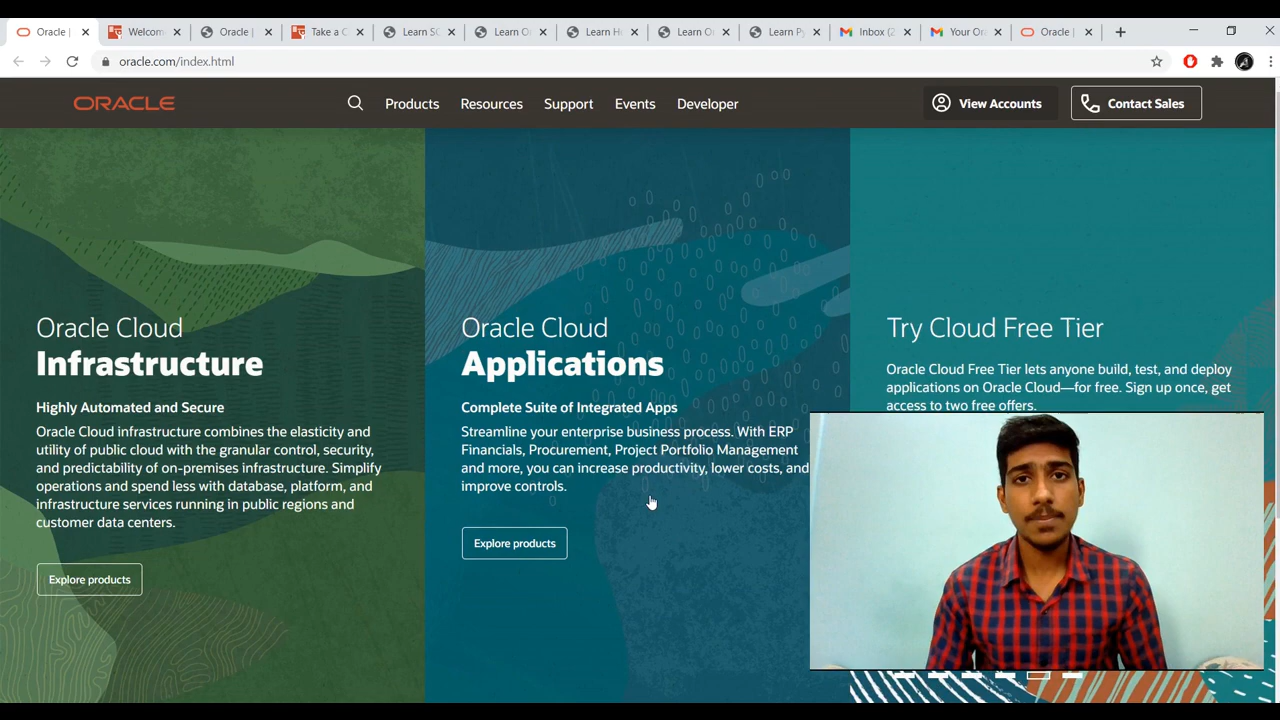 Oracle |
Welcom
Oracle |
Take a C
Learn SC
Learn O
Learn H
Learn O
Learn Py
Inbox (2
Your Or
Oracle |
oracle.com/index.html
ORACLE
Products
Resources
Support
Events
Developer
View Accounts
Contact Sales
Oracle Cloud
Infrastructure
Highly Automated and Secure
Oracle Cloud infrastructure combines the elasticity and
utility of public cloud with the granular control, security,
and predictability of on-premises infrastructure. Simplify
operations and spend less with database, platform, and
infrastructure services running in public regions and
customer data centers.
Explore products
Oracle Cloud
Applications
Complete Suite of Integrated Apps
Streamline your enterprise business process. With ERP
Financials, Procurement, Project Portfolio Management
and more, you can increase productivity, lower costs, and
improve controls.
Explore products
Try Cloud Free Tier
Oracle Cloud Free Tier lets anyone build, test, and deploy
applications on Oracle Cloud—for free. Sign up once, get
access to two free offers.